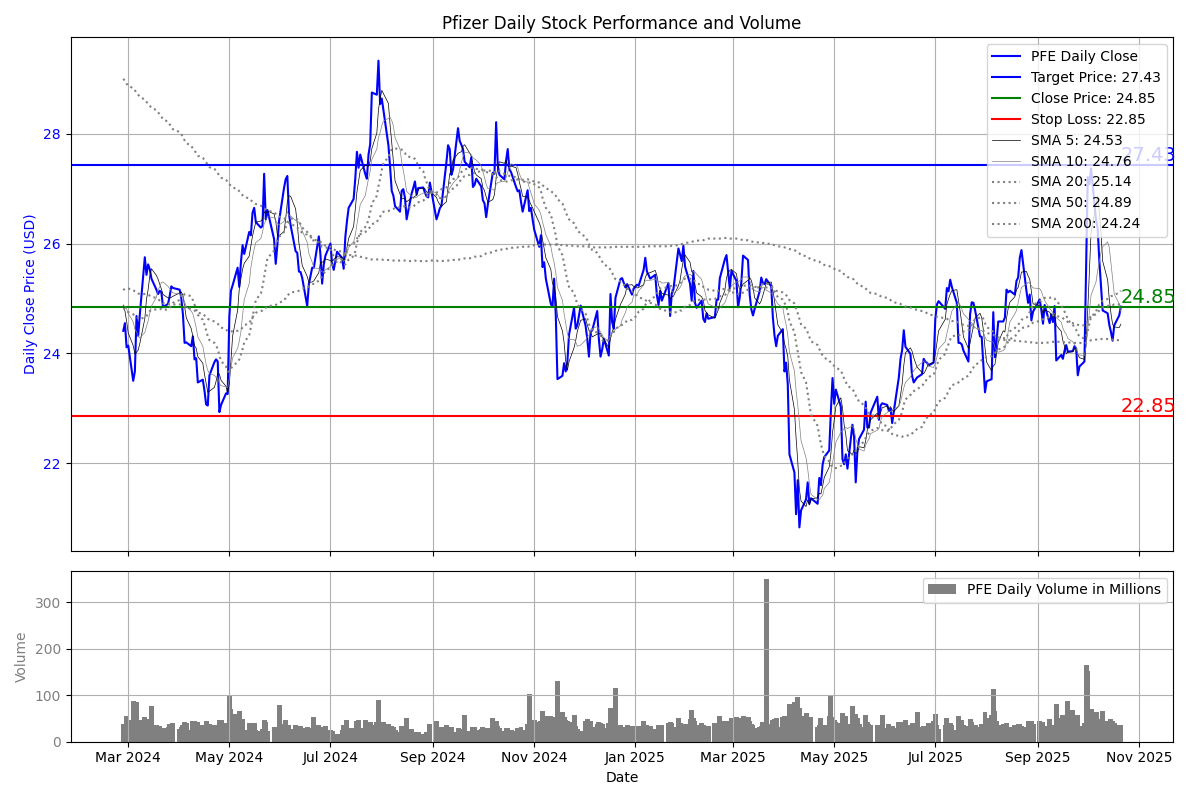 Pfizer Daily Stock Performance and Volume
Daily Close Price (USD)
28
26
24
22
PFE Daily Close
Target Price: 27.43
Close Price: 24.85
Stop Loss: 22.85
SMA 5: 24.53
SMA 10: 24.76
SMA 20: 25.14
SMA 50: 24.89
SMA 200: 24.24
27.43
24.85
22.85
Volume
300
200
100
0
PFE Daily Volume in Millions
Mar 2024
May 2024
Jul 2024
Sep 2024
Nov 2024
Jan 2025
Mar 2025
May 2025
Jul 2025
Sep 2025
Nov 2025
Date